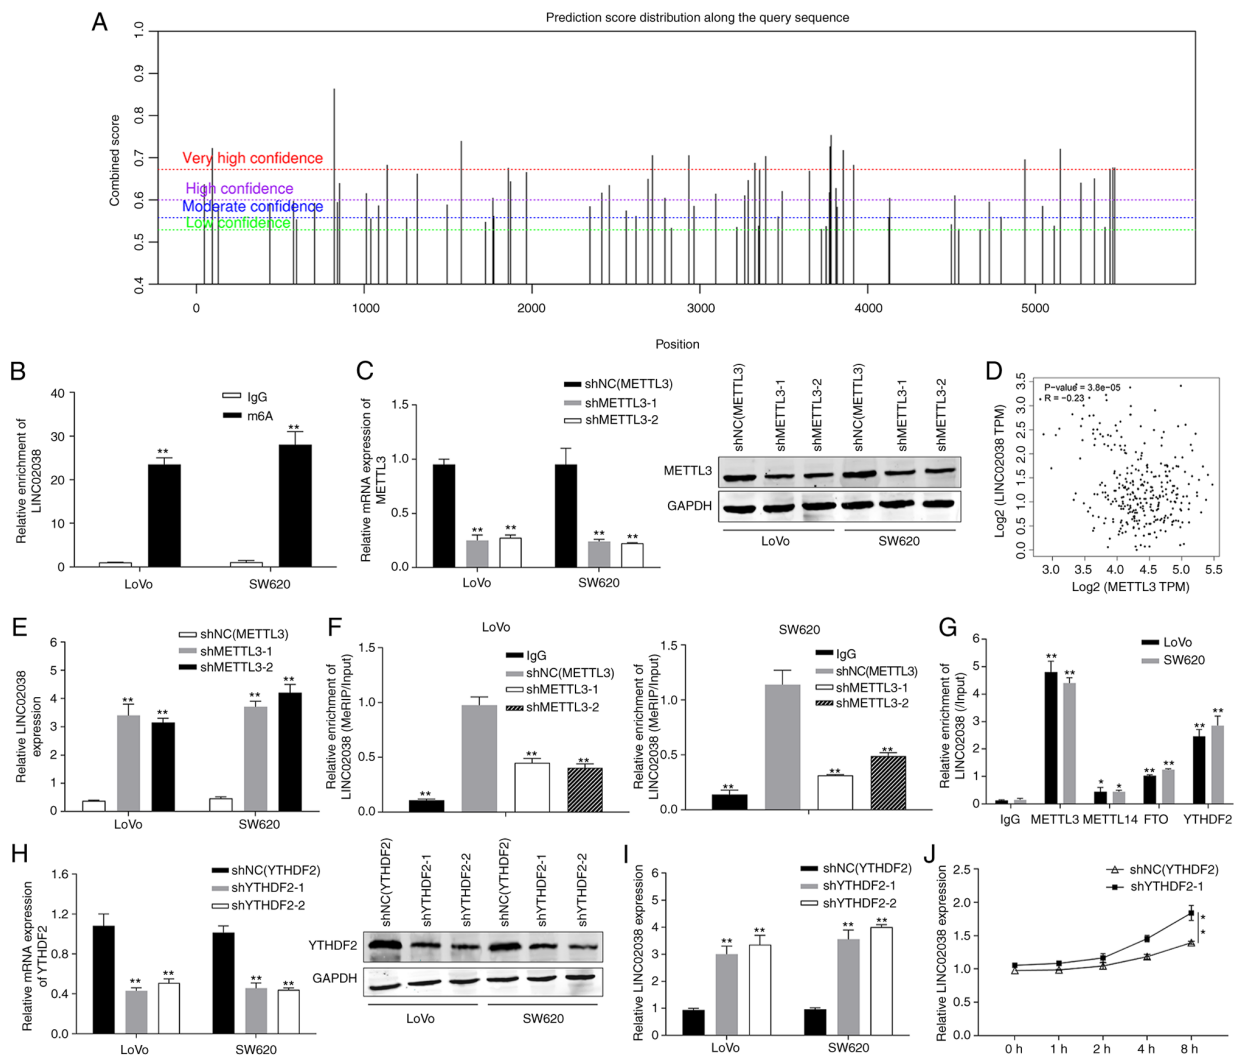 A
Prediction score distribution along the query sequence
Combined score
1.0
0.9
0.8
0.7
0.6
0.5
0.4
Very high confidence
High confidence
Moderate confidence
Low confidence
0 1000 2000 3000 4000 5000
Position
B
Relative enrichment of
LINC02038
40
30
20
10
0
IgG
m6A
**
**
LoVo SW620
C
Relative mRNA expression of
METTL3
1.5
1.0
0.5
0.0
shNC(METTL3)
shMETTL3-1
shMETTL3-2
** **
** **
LoVo SW620
shNC(METTL3)
shMETTL3-1
shMETTL3-2
shNC(METTL3)
shMETTL3-1
shMETTL3-2
METTL3
GAPDH
LoVo SW620
D
Log2 (LINC02038 TPM)
3.5
3.0
2.5
2.0
1.5
1.0
0.5
0.0
P-value = 3.8e-05
R = -0.23
3.0 3.5 4.0 4.5 5.0 5.5
Log2 (METTL3 TPM)
E
Relative LINC02038
expression
6
5
4
3
2
1
0
shNC(METTL3)
shMETTL3-1
shMETTL3-2
** **
** **
LoVo SW620
F
LoVo
Relative enrichment of
LINC02038 (MeRIP/Input)
1.5
1.0
0.5
0.0
IgG
shNC(METTL3)
shMETTL3-1
shMETTL3-2
** ** **
SW620
Relative enrichment of
LINC02038 (MeRIP/Input)
1.5
1.0
0.5
0.0
IgG
shNC(METTL3)
shMETTL3-1
shMETTL3-2
** ** **
G
Relative enrichment of
LINC02038 (/Input)
6
5
4
3
2
1
0
LoVo
SW620
** ** * * ** ** ** **
IgG METTL3 METTL14 FTO YTHDF2
H
Relative mRNA expression
of YTHDF2
1.6
1.2
0.8
0.4
0.0
shNC(YTHDF2)
shYTHDF2-1
shYTHDF2-2
** **
** **
LoVo SW620
shNC(YTHDF2)
shYTHDF2-1
shYTHDF2-2
shNC(YTHDF2)
shYTHDF2-1
shYTHDF2-2
YTHDF2
GAPDH
LoVo SW620
I
Relative LINC02038 expression
6
5
4
3
2
1
0
shNC(YTHDF2)
shYTHDF2-1
shYTHDF2-2
** **
** **
LoVo SW620
J
Relative LINC02038 expression
2.5
2.0
1.5
1.0
0.5
0.0
shNC(YTHDF2)
shYTHDF2-1
**
0 h 1 h 2 h 4 h 8 h